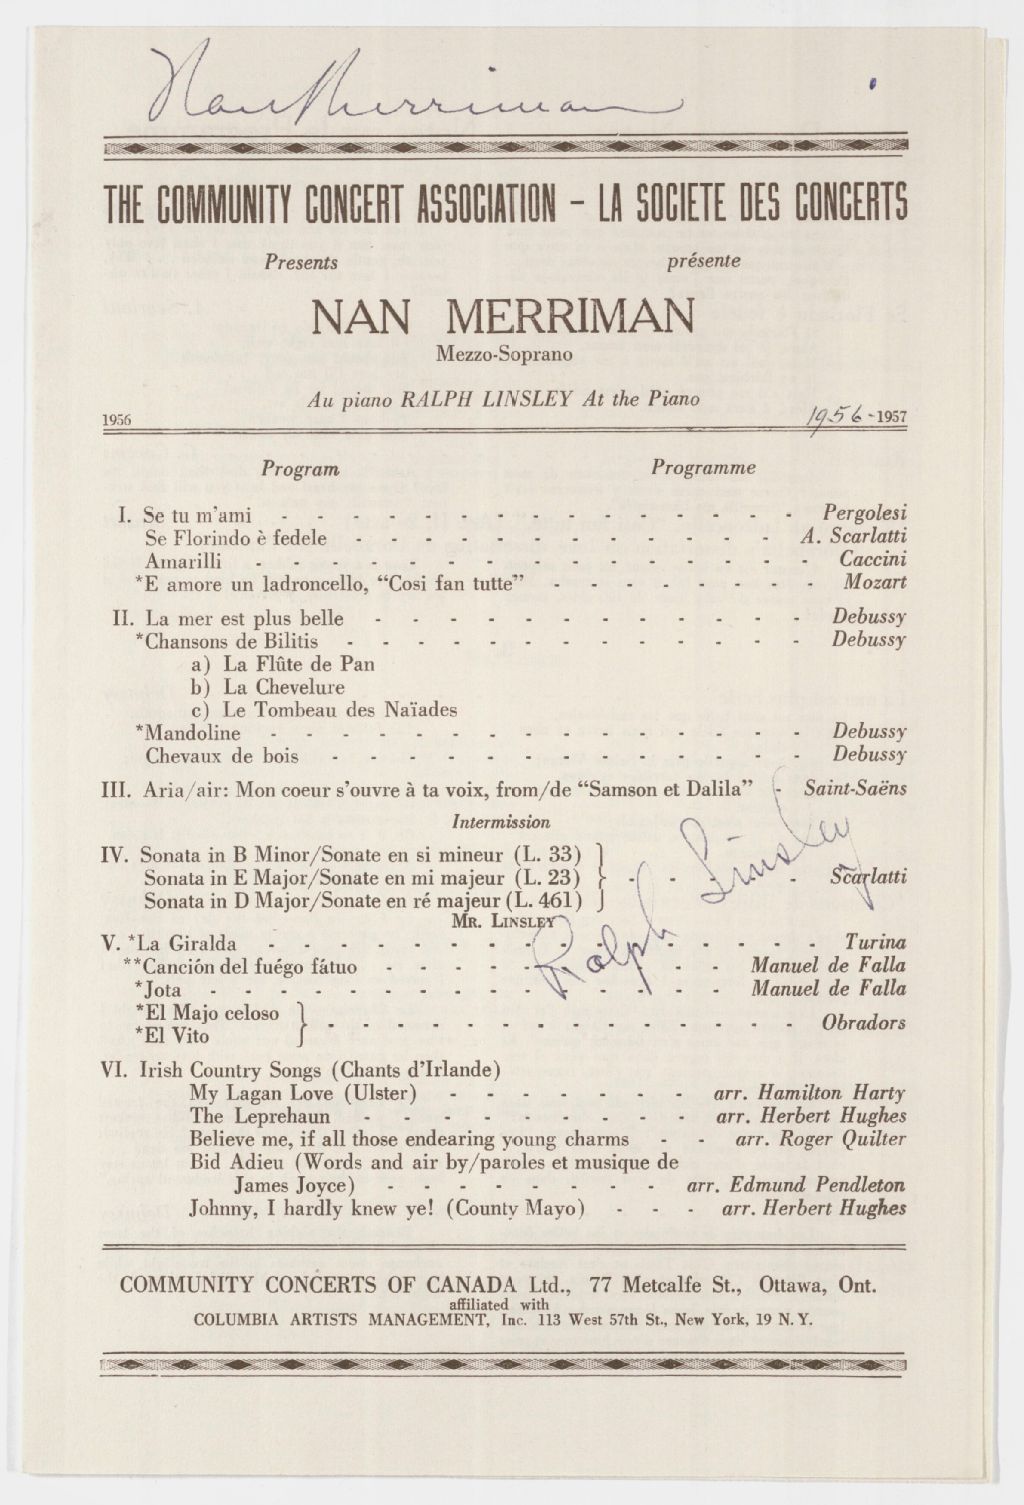 Nan Merriman
THE COMMUNITY CONCERT ASSOCIATION - LA SOCIETE DES CONCERTS
Presents présente
NAN MERRIMAN
Mezzo-Soprano
Au piano RALPH LINSLEY At the Piano
1956 1956-1957
Program Programme
I. Se tu m'ami - - - - - - - - - - - - - - - Pergolesi
Se Florindo è fedele - - - - - - - - - - - - A. Scarlatti
Amarilli - - - - - - - - - - - - - - - - Caccini
*E amore un ladroncello, "Cosi fan tutte" - - - - - - - - Mozart
II. La mer est plus belle - - - - - - - - - - - - Debussy
*Chansons de Bilitis - - - - - - - - - - - - - Debussy
a) La Flûte de Pan
b) La Chevelure
c) Le Tombeau des Naïades
*Mandoline - - - - - - - - - - - - - - - Debussy
Chevaux de bois - - - - - - - - - - - - - Debussy
III. Aria/air: Mon coeur s'ouvre à ta voix, from/de "Samson et Dalila" - Saint-Saëns
Intermission
IV. Sonata in B Minor/Sonate en si mineur (L. 33)
Sonata in E Major/Sonate en mi majeur (L. 23) } - - - - - Scarlatti
Sonata in D Major/Sonate en ré majeur (L. 461)
MR. LINSLEY
Ralph Linsley
V. *La Giralda - - - - - - - - - - - - - - - - Turina
**Canción del fuégo fátuo - - - - - - - - - - Manuel de Falla
*Jota - - - - - - - - - - - - - - - Manuel de Falla
*El Majo celoso
*El Vito } - - - - - - - - - - - - - - Obradors
VI. Irish Country Songs (Chants d'Irlande)
My Lagan Love (Ulster) - - - - - - - arr. Hamilton Harty
The Leprehaun - - - - - - - - - arr. Herbert Hughes
Believe me, if all those endearing young charms - - arr. Roger Quilter
Bid Adieu (Words and air by/paroles et musique de
James Joyce) - - - - - - - - arr. Edmund Pendleton
Johnny, I hardly knew ye! (County Mayo) - - - arr. Herbert Hughes
COMMUNITY CONCERTS OF CANADA Ltd., 77 Metcalfe St., Ottawa, Ont.
affiliated with
COLUMBIA ARTISTS MANAGEMENT, Inc. 113 West 57th St., New York, 19 N.Y.